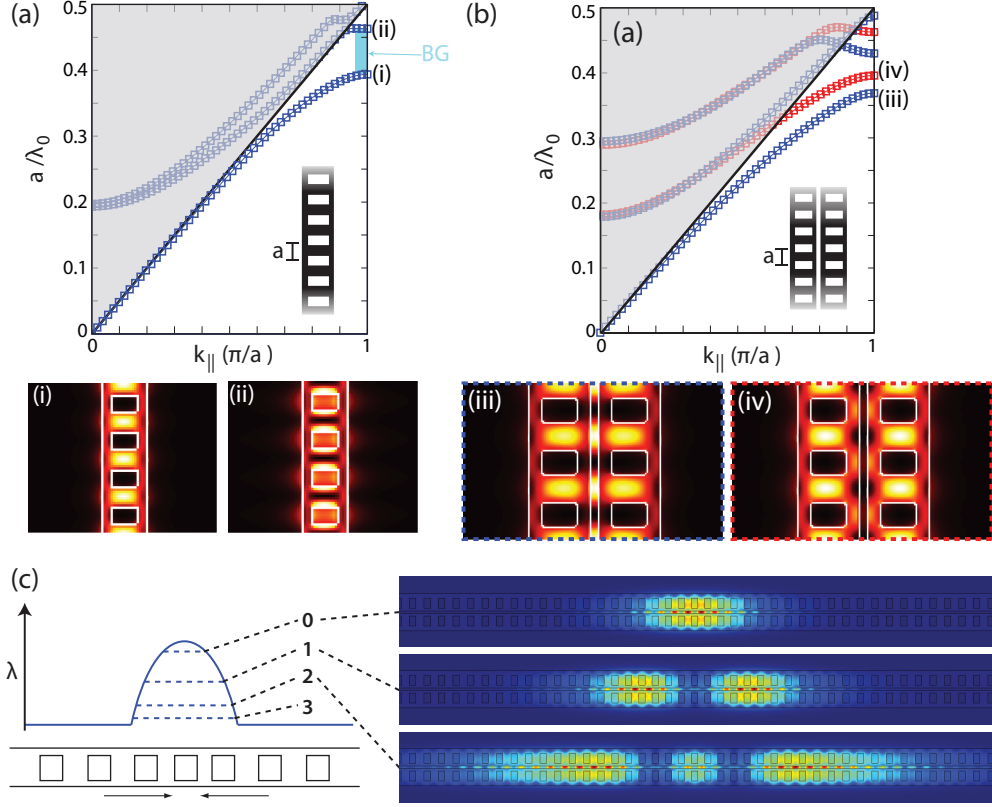 (a)
0.5
0.4
0.3
0.2
0.1
0
a/λ0
(ii)
BG
(i)
a
0
1
k|| (π/a)
(b)
0.5
0.4
0.3
0.2
0.1
0
a/λ0
(a)
(iv)
(iii)
a
0
1
k|| (π/a)
(i)
(ii)
(iii)
(iv)
(c)
λ
0
1
2
3